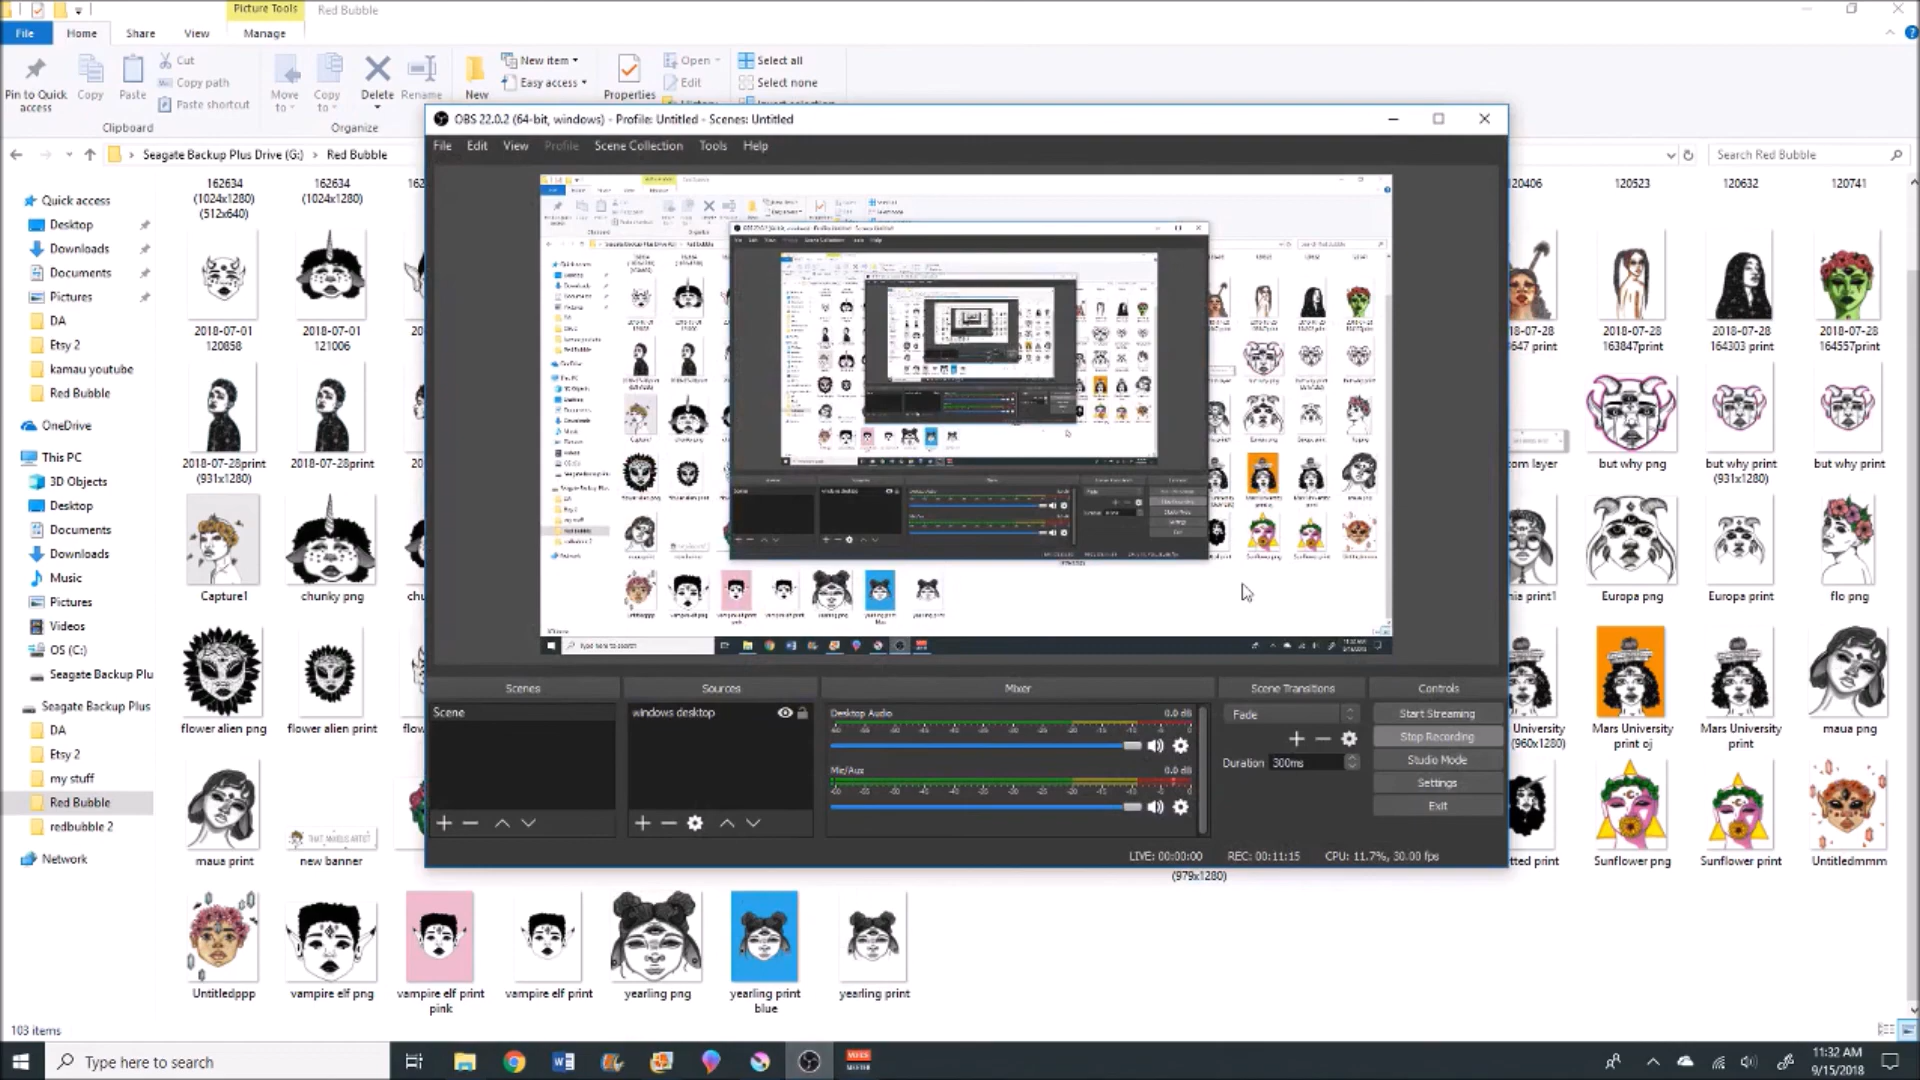 Picture Tools
Red Bubble
File
Home
Share
View
Manage
Pin to Quick access
Copy
Paste
Cut
Copy path
Paste shortcut
Move to
Copy to
Delete
Rename
New
New item
Easy access
Properties
Open
Edit
Select all
Select none
Clipboard
Organize
Seagate Backup Plus Drive (G:) > Red Bubble
Search Red Bubble
Quick access
Desktop
Downloads
Documents
Pictures
DA
Etsy 2
kamau youtube
Red Bubble
OneDrive
This PC
3D Objects
Desktop
Documents
Downloads
Music
Pictures
Videos
OS (C:)
Seagate Backup Plu
Seagate Backup Plus
DA
Etsy 2
my stuff
Red Bubble
redbubble 2
Network
162634 (1024x1280) (512x640)
162634 (1024x1280)
120406
120523
120632
120741
2018-07-01 120858
2018-07-01 121006
2018-07-28 163847print
2018-07-28 164303 print
2018-07-28 164557print
2018-07-28print (931x1280)
2018-07-28print
but why png
but why print (931x1280)
but why print
Capture1
chunky png
Europa png
Europa print
flo png
flower alien png
flower alien print
Mars University print oj
Mars University print
maua png
maua print
new banner
Sunflower png
Sunflower print
Untitledmmm
(979x1280)
Untitledppp
vampire elf png
vampire elf print pink
vampire elf print
yearling png
yearling print blue
yearling print
OBS 22.0.2 (64-bit, windows) - Profile: Untitled - Scenes: Untitled
File
Edit
View
Profile
Scene Collection
Tools
Help
Scenes
Sources
Mixer
Scene Transitions
Controls
Scene
windows desktop
Desktop Audio
0.0 dB
Mic/Aux
0.0 dB
Fade
Duration 300ms
Start Streaming
Stop Recording
Studio Mode
Settings
Exit
LIVE: 00:00:00
REC: 00:11:15
CPU: 11.7%, 30.00 fps
103 items
Type here to search
11:32 AM
9/15/2018